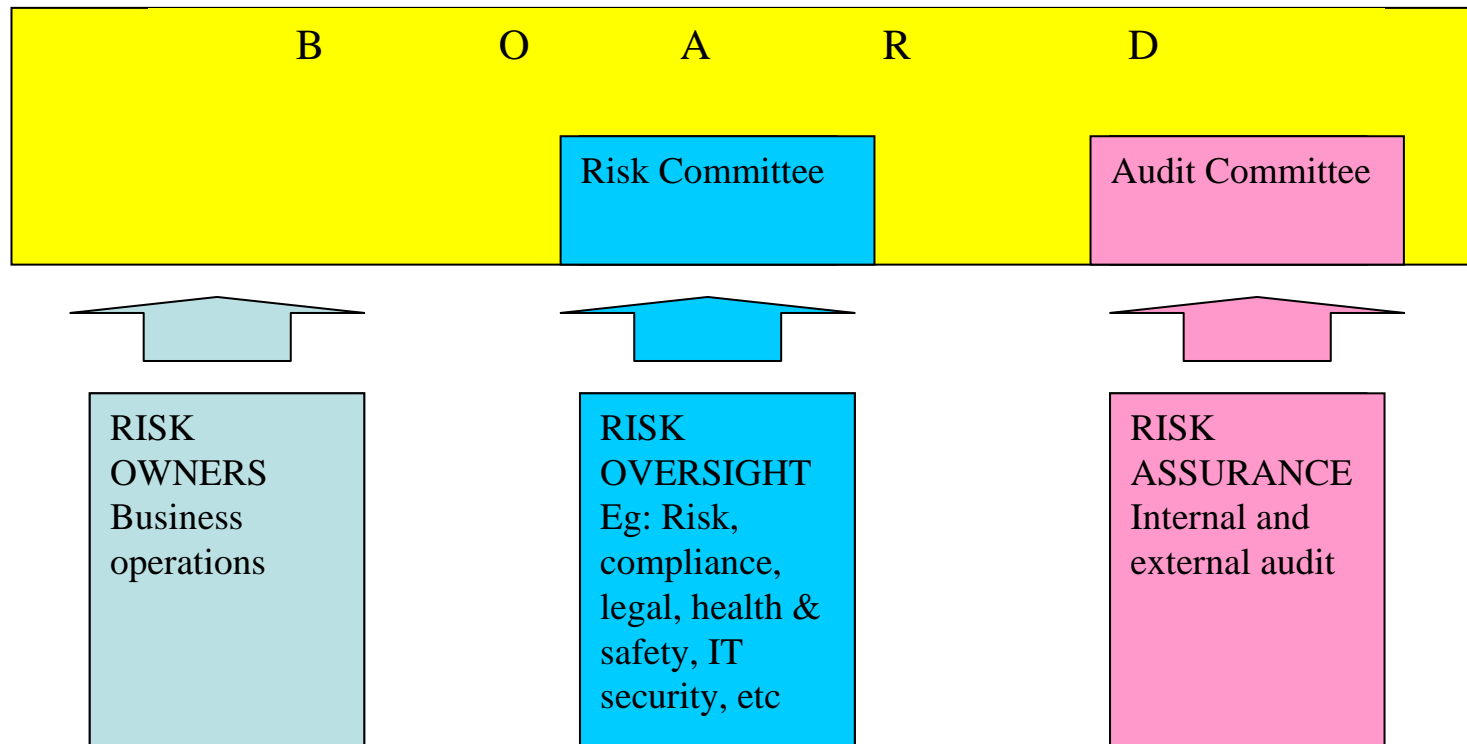 B O A R D
Risk Committee
Audit Committee
RISK
OWNERS
Business
operations
RISK
OVERSIGHT
Eg: Risk,
compliance,
legal, health &
safety, IT
security, etc
RISK
ASSURANCE
Internal and
external audit